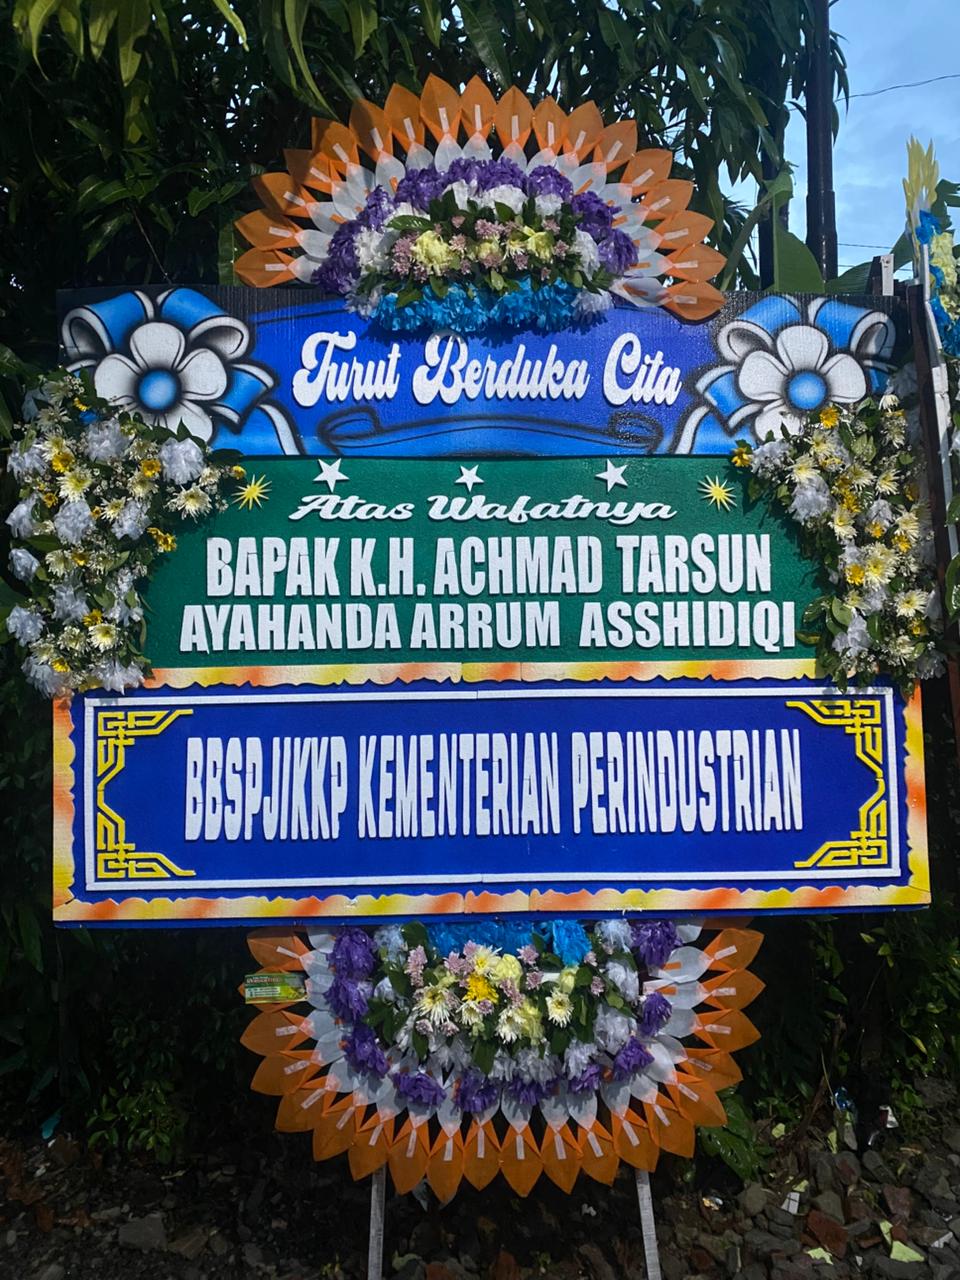 Turut Berduka Cita
Atas Wafatnya
BAPAK K.H. ACHMAD TARSUN
AYAHANDA ARRUM ASSHIDIQI
BBSPJIKKP KEMENTERIAN PERINDUSTRIAN